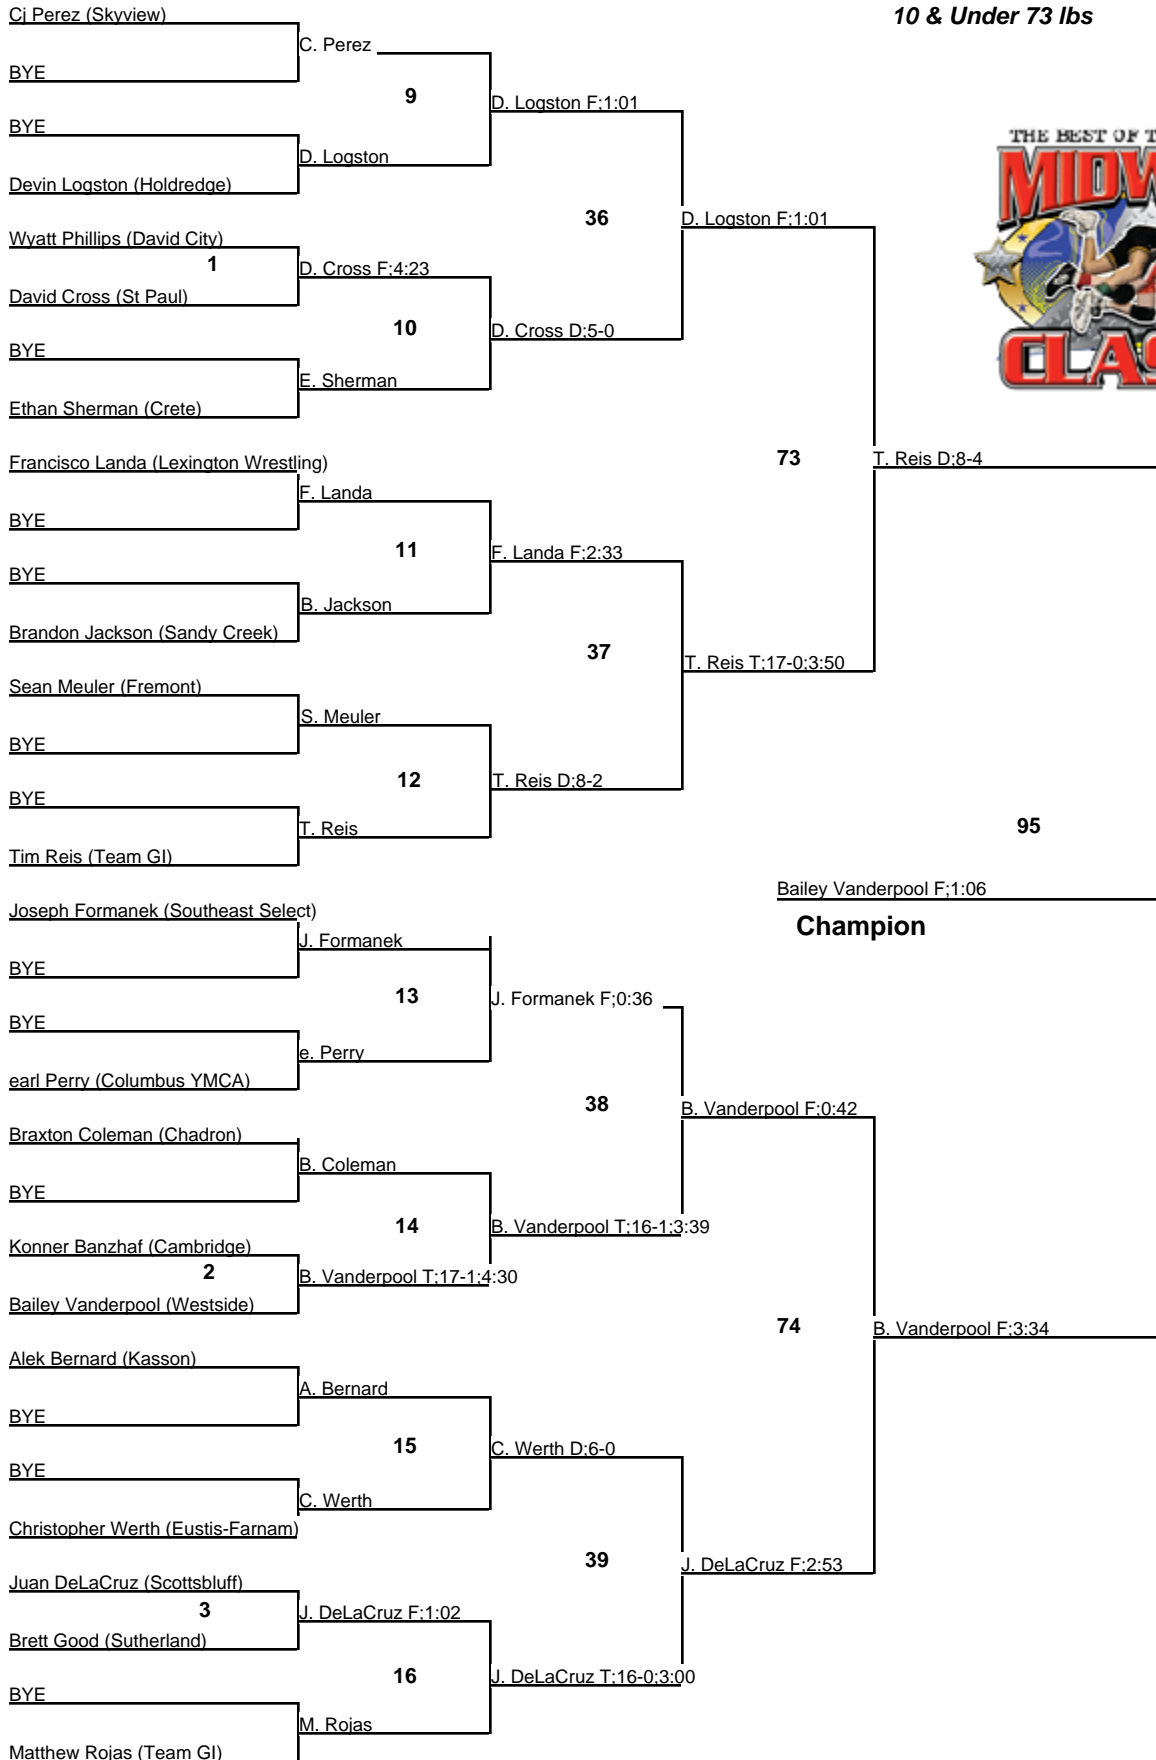 Cj Perez (Skyview)
10 & Under 73 lbs
C. Perez
BYE
9
D. Logston F;1:01
BYE
THE BEST OF T
MIDW
D. Logston
Devin Logston (Holdredge)
36
D. Logston F;1:01
Wyatt Phillips (David City)
1
D. Cross F;4:23
David Cross (St Paul)
10
D. Cross D;5-0
BYE
CLAS
E. Sherman
Ethan Sherman (Crete)
73
T. Reis D;8-4
Francisco Landa (Lexington Wrestling)
F. Landa
BYE
11
F. Landa F;2:33
BYE
B. Jackson
Brandon Jackson (Sandy Creek)
37
T. Reis T;17-0;3:50
Sean Meuler (Fremont)
S. Meuler
BYE
12
T. Reis D;8-2
BYE
T. Reis
95
Tim Reis (Team GI)
Bailey Vanderpool F;1:06
Champion
Joseph Formanek (Southeast Select)
J. Formanek
BYE
13
J. Formanek F;0:36
BYE
e. Perry
earl Perry (Columbus YMCA)
38
B. Vanderpool F;0:42
Braxton Coleman (Chadron)
B. Coleman
BYE
14
B. Vanderpool T;16-1;3:39
Konner Banzhaf (Cambridge)
2
B. Vanderpool T;17-1;4:30
Bailey Vanderpool (Westside)
74
B. Vanderpool F;3:34
Alek Bernard (Kasson)
A. Bernard
BYE
15
C. Werth D;6-0
BYE
C. Werth
Christopher Werth (Eustis-Farnam)
39
J. DeLaCruz F;2:53
Juan DeLaCruz (Scottsbluff)
3
J. DeLaCruz F;1:02
Brett Good (Sutherland)
16
J. DeLaCruz T;16-0;3:00
BYE
M. Rojas
Matthew Rojas (Team GI)